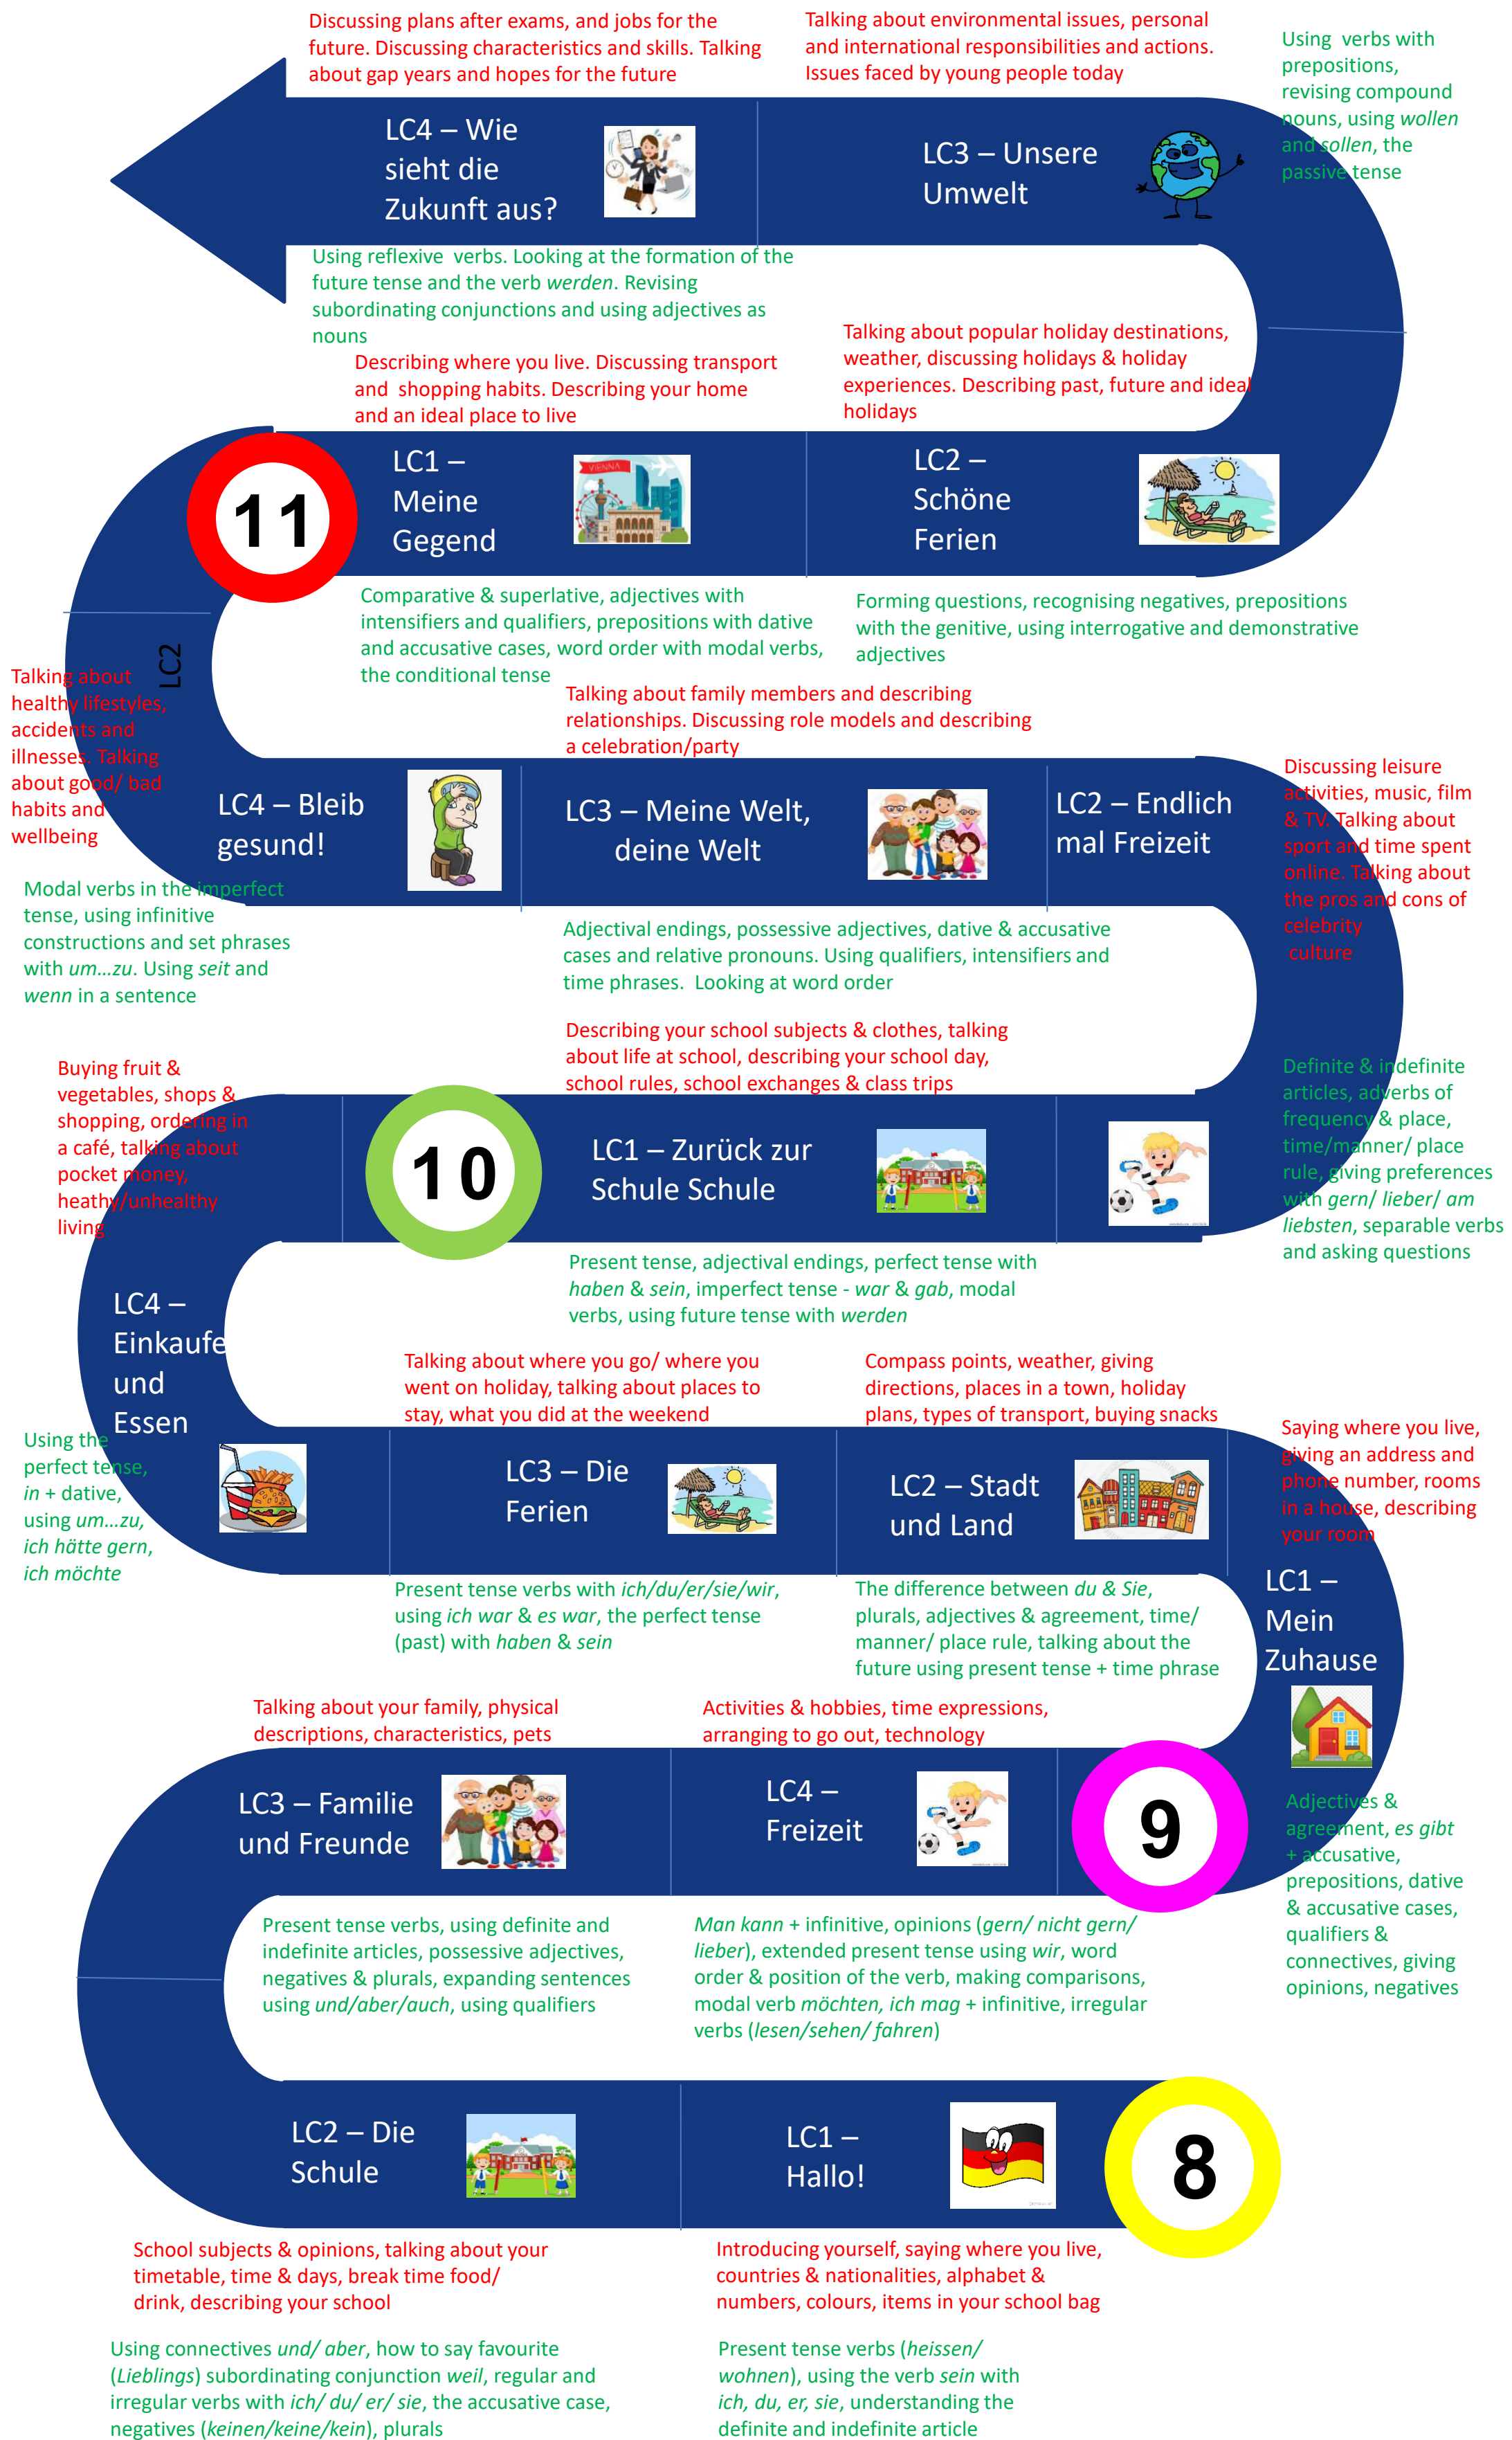 Discussing plans after exams, and jobs for the
future. Discussing characteristics and skills. Talking
about gap years and hopes for the future
Talking about environmental issues, personal
and international responsibilities and actions.
Issues faced by young people today
Using verbs with
prepositions,
revising compound
nouns, using wollen
and sollen, the
passive tense
LC4 – Wie
sieht die
Zukunft aus?
LC3 – Unsere
Umwelt
Using reflexive verbs. Looking at the formation of the
future tense and the verb werden. Revising
subordinating conjunctions and using adjectives as
nouns
Describing where you live. Discussing transport
and shopping habits. Describing your home
and an ideal place to live
Talking about popular holiday destinations,
weather, discussing holidays & holiday
experiences. Describing past, future and ideal
holidays
11
LC1 –
Meine
Gegend
VIENNA
LC2 –
Schöne
Ferien
Comparative & superlative, adjectives with
intensifiers and qualifiers, prepositions with dative
and accusative cases, word order with modal verbs,
the conditional tense
Forming questions, recognising negatives, prepositions
with the genitive, using interrogative and demonstrative
adjectives
LC2
Talking about
healthy lifestyles,
accidents and
illnesses. Talking
about good/ bad
habits and
wellbeing
Talking about family members and describing
relationships. Discussing role models and describing
a celebration/party
LC4 – Bleib
gesund!
LC3 – Meine Welt,
deine Welt
LC2 – Endlich
mal Freizeit
Discussing leisure
activities, music, film
& TV. Talking about
sport and time spent
online. Talking about
the pros and cons of
celebrity
culture
Modal verbs in the imperfect
tense, using infinitive
constructions and set phrases
with um...zu. Using seit and
wenn in a sentence
Adjectival endings, possessive adjectives, dative & accusative
cases and relative pronouns. Using qualifiers, intensifiers and
time phrases. Looking at word order
Describing your school subjects & clothes, talking
about life at school, describing your school day,
school rules, school exchanges & class trips
Buying fruit &
vegetables, shops &
shopping, ordering in
a café, talking about
pocket money,
heathy/unhealthy
living
10
LC1 – Zurück zur
Schule Schule
Definite & indefinite
articles, adverbs of
frequency & place,
time/manner/ place
rule, giving preferences
with gern/ lieber/ am
liebsten, separable verbs
and asking questions
Present tense, adjectival endings, perfect tense with
haben & sein, imperfect tense - war & gab, modal
verbs, using future tense with werden
LC4 –
Einkaufe
und
Essen
Talking about where you go/ where you
went on holiday, talking about places to
stay, what you did at the weekend
Compass points, weather, giving
directions, places in a town, holiday
plans, types of transport, buying snacks
Using the
perfect tense,
in + dative,
using um...zu,
ich hätte gern,
ich möchte
LC3 – Die
Ferien
LC2 – Stadt
und Land
Saying where you live,
giving an address and
phone number, rooms
in a house, describing
your room
Present tense verbs with ich/du/er/sie/wir,
using ich war & es war, the perfect tense
(past) with haben & sein
The difference between du & Sie,
plurals, adjectives & agreement, time/
manner/ place rule, talking about the
future using present tense + time phrase
LC1 –
Mein
Zuhause
Talking about your family, physical
descriptions, characteristics, pets
Activities & hobbies, time expressions,
arranging to go out, technology
LC3 – Familie
und Freunde
LC4 –
Freizeit
9
Adjectives &
agreement, es gibt
+ accusative,
prepositions, dative
& accusative cases,
qualifiers &
connectives, giving
opinions, negatives
Present tense verbs, using definite and
indefinite articles, possessive adjectives,
negatives & plurals, expanding sentences
using und/aber/auch, using qualifiers
Man kann + infinitive, opinions (gern/ nicht gern/
lieber), extended present tense using wir, word
order & position of the verb, making comparisons,
modal verb möchten, ich mag + infinitive, irregular
verbs (lesen/sehen/ fahren)
LC2 – Die
Schule
LC1 –
Hallo!
8
School subjects & opinions, talking about your
timetable, time & days, break time food/
drink, describing your school
Introducing yourself, saying where you live,
countries & nationalities, alphabet &
numbers, colours, items in your school bag
Using connectives und/ aber, how to say favourite
(Lieblings) subordinating conjunction weil, regular and
irregular verbs with ich/ du/ er/ sie, the accusative case,
negatives (keinen/keine/kein), plurals
Present tense verbs (heissen/
wohnen), using the verb sein with
ich, du, er, sie, understanding the
definite and indefinite article